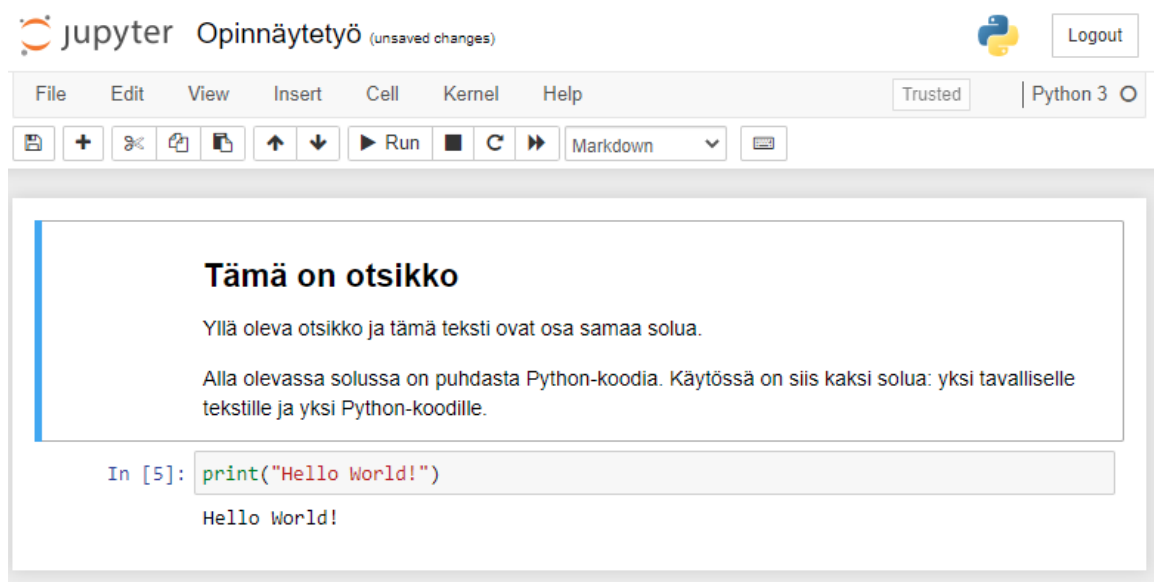 jupyter Opinnäytetyö (unsaved changes) Logout
File Edit View Insert Cell Kernel Help Trusted Python 3
Run Markdown
Tämä on otsikko
Yllä oleva otsikko ja tämä teksti ovat osa samaa solua.
Alla olevassa solussa on puhdasta Python-koodia. Käytössä on siis kaksi solua: yksi tavalliselle
tekstille ja yksi Python-koodille.
In [5]: print("Hello World!")
Hello World!